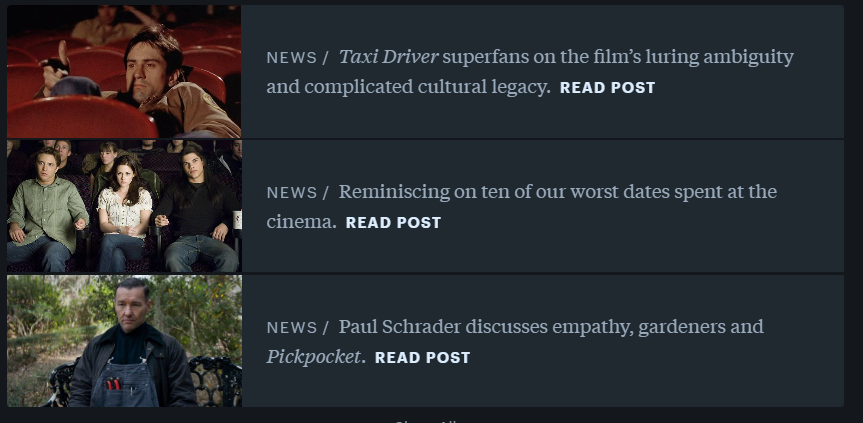 NEWS / Taxi Driver superfans on the film’s luring ambiguity
and complicated cultural legacy. READ POST
NEWS / Reminiscing on ten of our worst dates spent at the
cinema. READ POST
NEWS / Paul Schrader discusses empathy, gardeners and
Pickpocket. READ POST